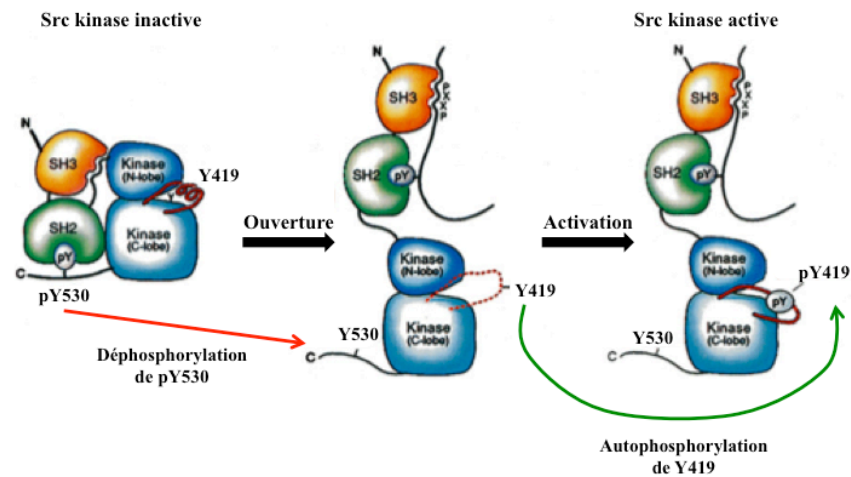 Src kinase inactive
Src kinase active
N
SH3
Kinase
(N-lobe)
Y419
SH2
Kinase
(C-lobe)
pY
C
pY530
Ouverture
N
SH3
PXXP
SH2
pY
Kinase
(N-lobe)
Y419
Kinase
(C-lobe)
Y530
C
Activation
N
SH3
PXXP
SH2
pY
Kinase
(N-lobe)
pY419
pY
Kinase
(C-lobe)
Y530
C
Déphosphorylation
de pY530
Autophosphorylation
de Y419